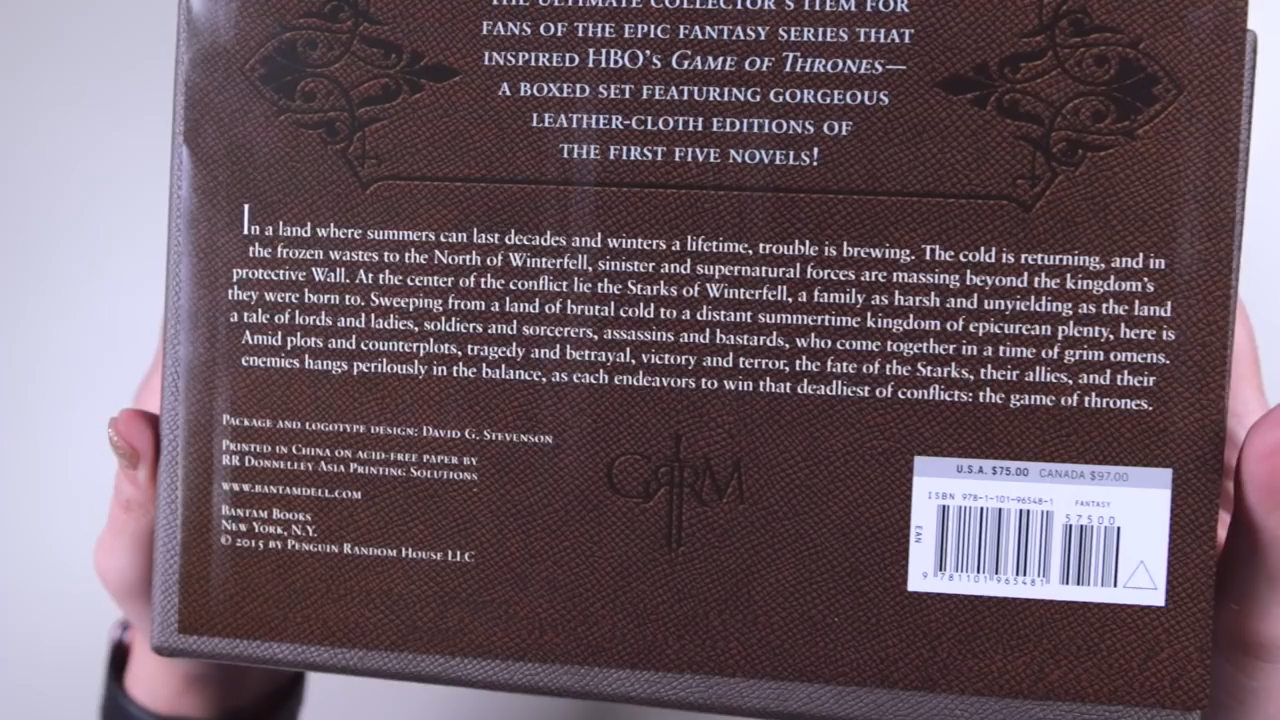 THE ULTIMATE COLLECTOR'S ITEM FOR
FANS OF THE EPIC FANTASY SERIES THAT
INSPIRED HBO'S GAME OF THRONES—
A BOXED SET FEATURING GORGEOUS
LEATHER-CLOTH EDITIONS OF
THE FIRST FIVE NOVELS!
In a land where summers can last decades and winters a lifetime, trouble is brewing. The cold is returning, and in
the frozen wastes to the North of Winterfell, sinister and supernatural forces are massing beyond the kingdom's
protective Wall. At the center of the conflict lie the Starks of Winterfell, a family as harsh and unyielding as the land
they were born to. Sweeping from a land of brutal cold to a distant summertime kingdom of epicurean plenty, here is
a tale of lords and ladies, soldiers and sorcerers, assassins and bastards, who come together in a time of grim omens.
Amid plots and counterplots, tragedy and betrayal, victory and terror, the fate of the Starks, their allies, and their
enemies hangs perilously in the balance, as each endeavors to win that deadliest of conflicts: the game of thrones.
PACKAGE AND LOGOTYPE DESIGN: DAVID G. STEVENSON
PRINTED IN CHINA ON ACID-FREE PAPER BY
RR DONNELLEY ASIA PRINTING SOLUTIONS
WWW.BANTAMDELL.COM
BANTAM BOOKS
NEW YORK, N.Y.
© 2015 BY PENGUIN RANDOM HOUSE LLC
GRRM
U.S.A. $75.00 CANADA $97.00
ISBN 978-1-101-96548-1 FANTASY
57500
EAN
9 781101 965481